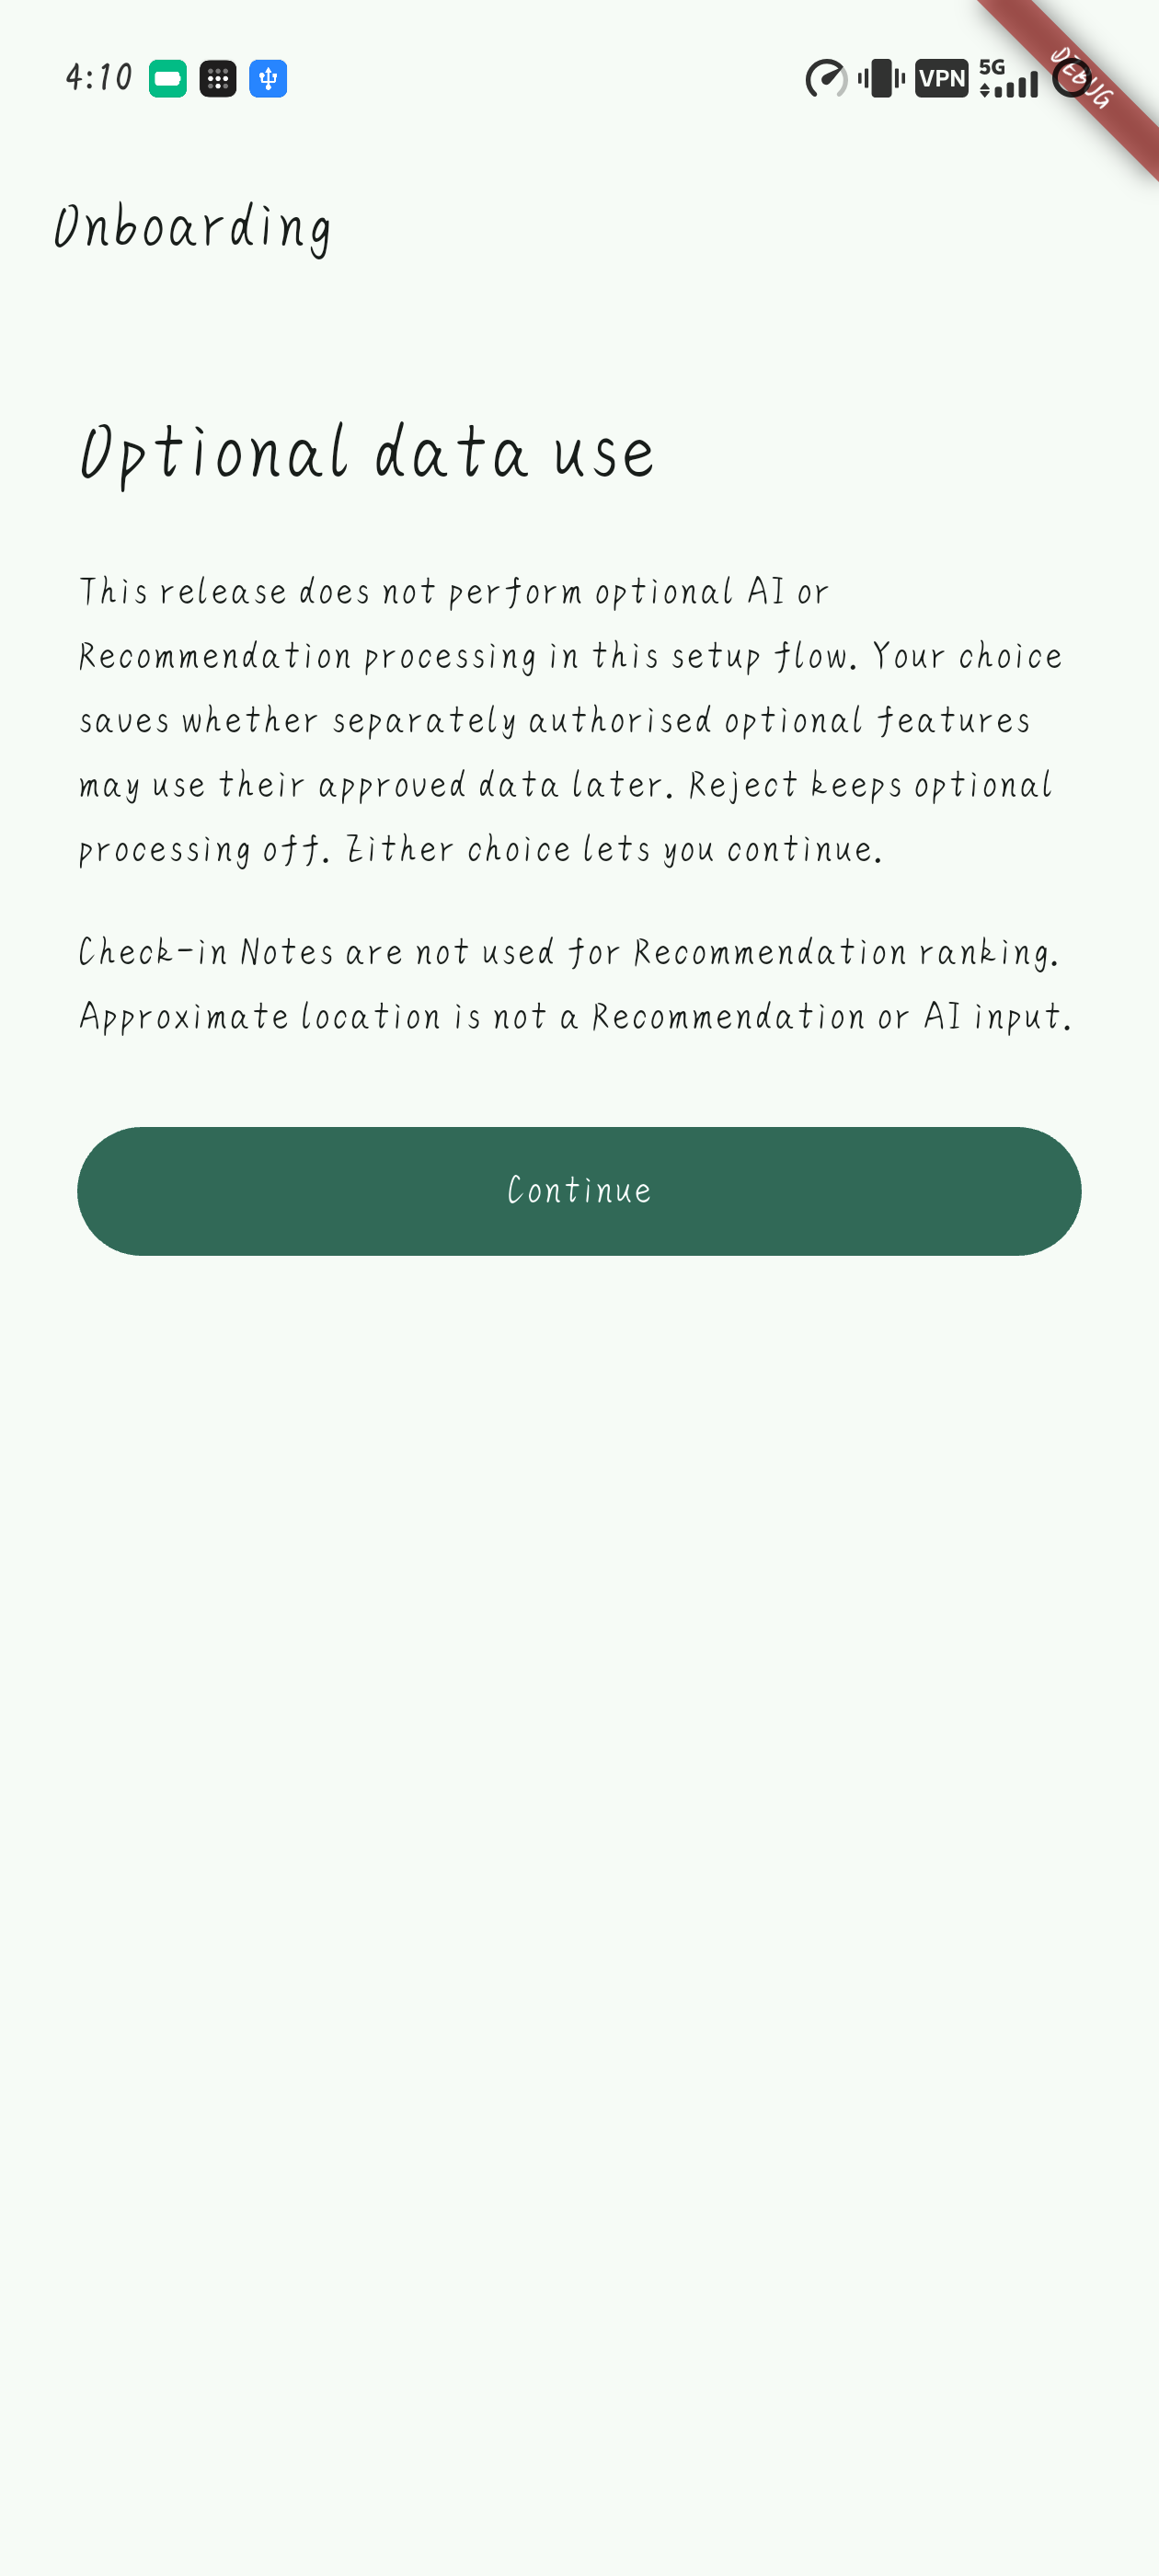 4:10
VPN
5G
DEBUG
Onboarding
Optional data use
This release does not perform optional AI or
Recommendation processing in this setup flow. Your choice
saves whether separately authorised optional features
may use their approved data later. Reject keeps optional
processing off. Either choice lets you continue.
Check-in Notes are not used for Recommendation ranking.
Approximate location is not a Recommendation or AI input.
Continue